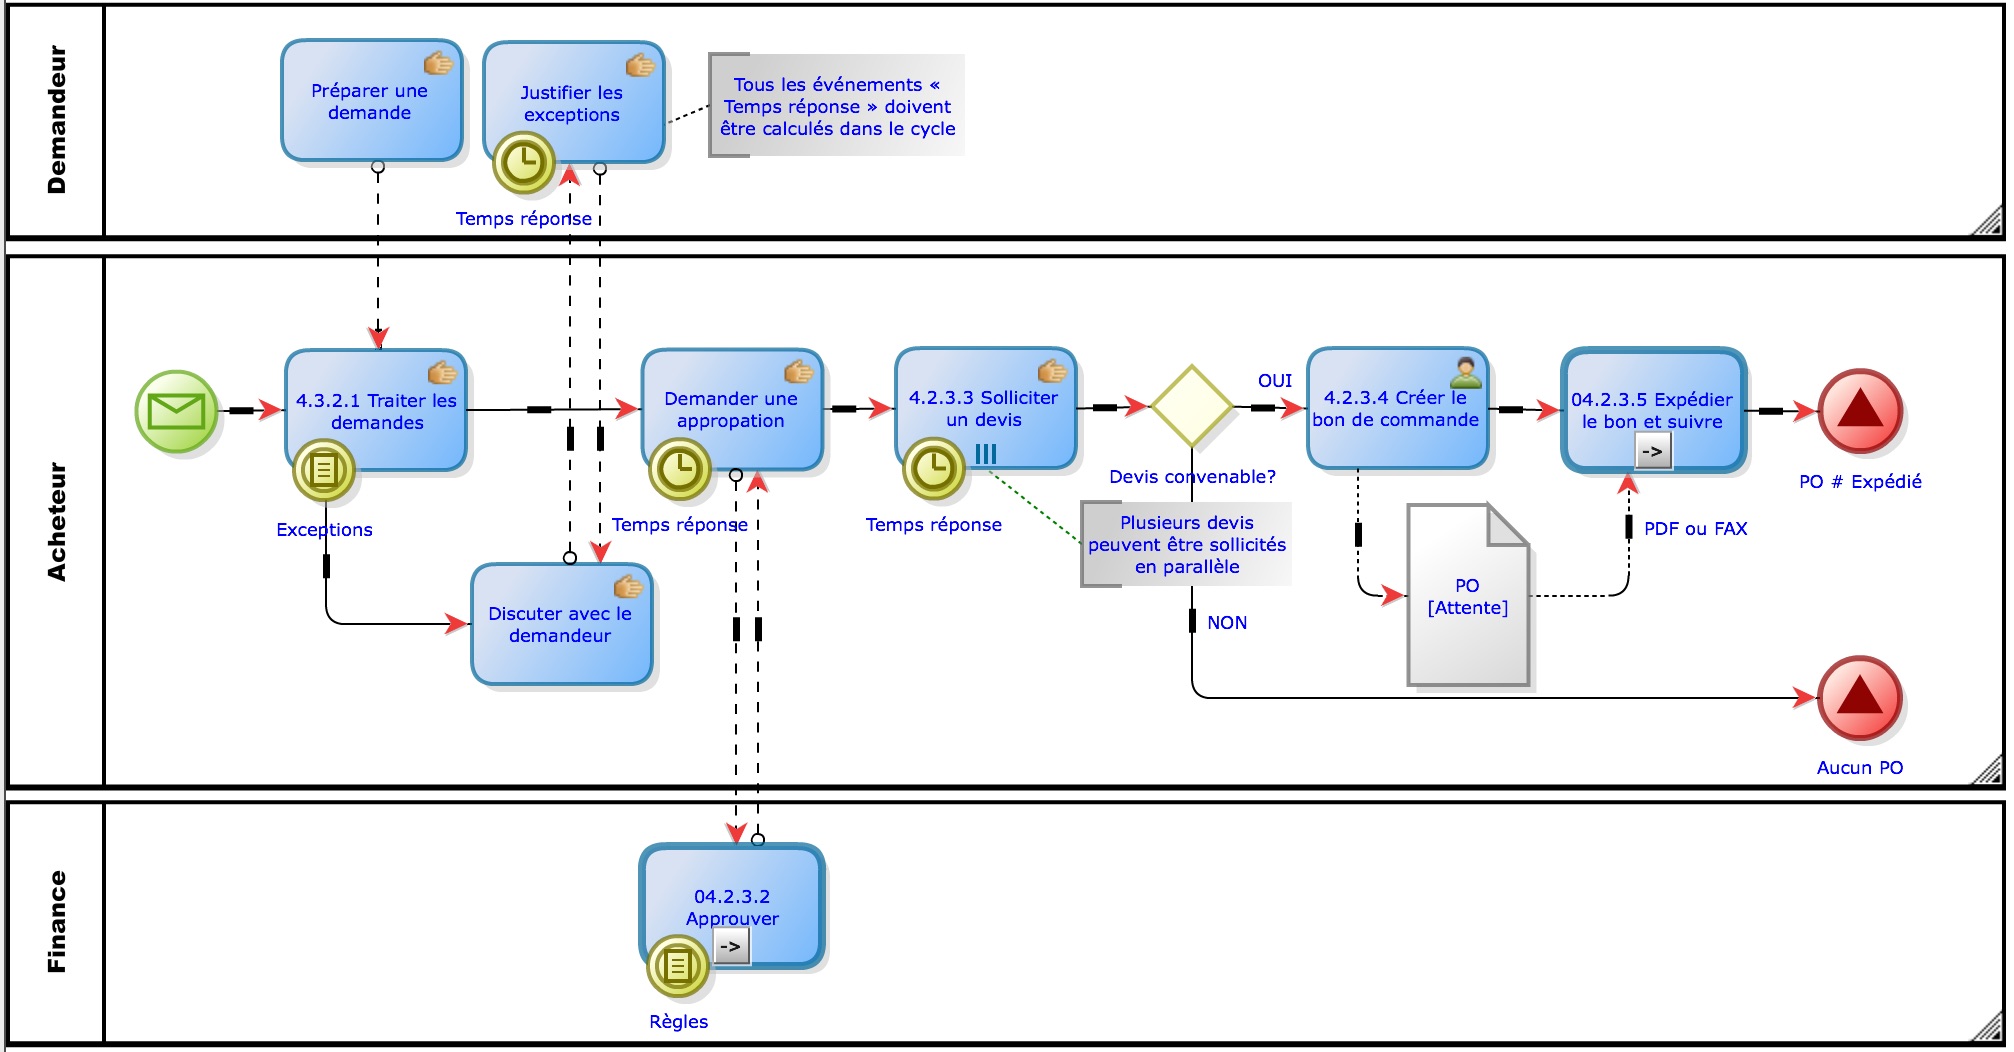 Demandeur
Préparer une
demande
Justifier les
exceptions
Temps réponse
Tous les événements «
Temps réponse » doivent
être calculés dans le cycle
Acheteur
4.3.2.1 Traiter les
demandes
Exceptions
Discuter avec le
demandeur
Demander une
appropation
Temps réponse
4.2.3.3 Solliciter
un devis
Temps réponse
Devis convenable?
Plusieurs devis
peuvent être sollicités
en parallèle
OUI
NON
4.2.3.4 Créer le
bon de commande
PO
[Attente]
04.2.3.5 Expédier
le bon et suivre
->
PDF ou FAX
PO # Expédié
Aucun PO
Finance
04.2.3.2
Approuver
->
Règles